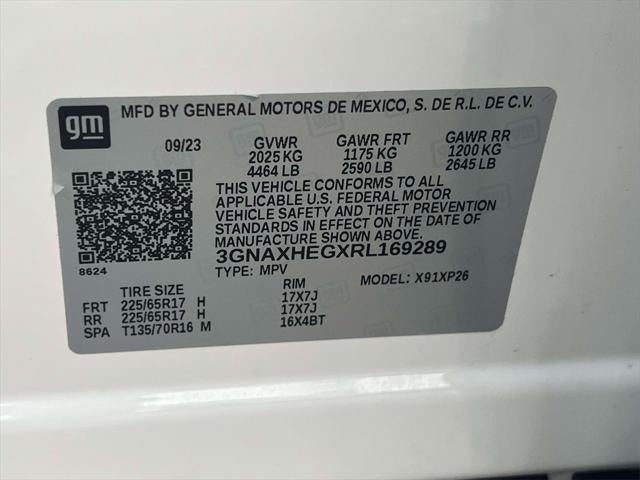 gm MFD BY GENERAL MOTORS DE MEXICO, S. DE R.L. DE C.V.
09/23 GVWR GAWR FRT GAWR RR
2025 KG 1175 KG 1200 KG
4464 LB 2590 LB 2645 LB
THIS VEHICLE CONFORMS TO ALL
APPLICABLE U.S. FEDERAL MOTOR
VEHICLE SAFETY AND THEFT PREVENTION
STANDARDS IN EFFECT ON THE DATE OF
MANUFACTURE SHOWN ABOVE.
3GNAXHEGXRL169289
8624 TYPE: MPV MODEL: X91XP26
TIRE SIZE RIM
FRT 225/65R17 H 17X7J
RR 225/65R17 H 17X7J
SPA T135/70R16 M 16X4BT